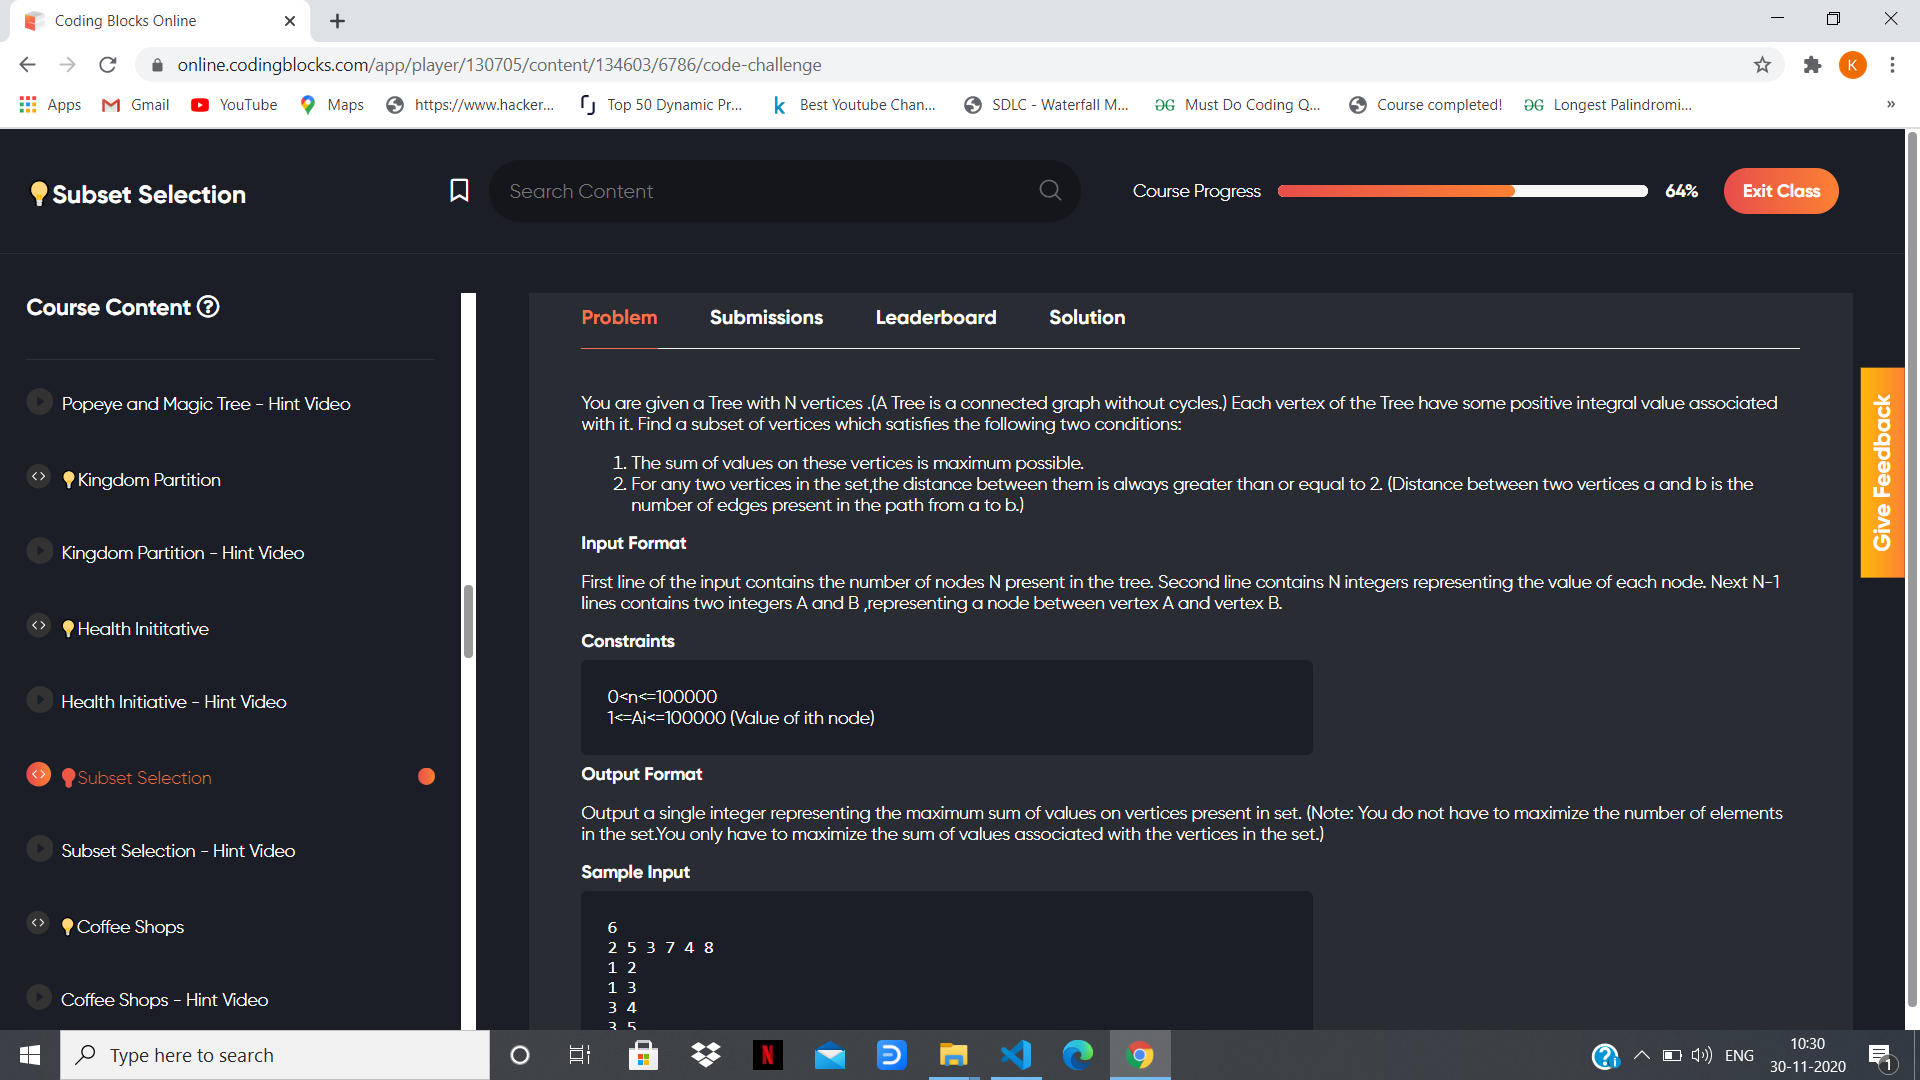 Coding Blocks Online
online.codingblocks.com/app/player/130705/content/134603/6786/code-challenge
K
Apps Gmail YouTube Maps https://www.hacker... Top 50 Dynamic Pr... Best Youtube Chan... SDLC - Waterfall M... Must Do Coding Q... Course completed! Longest Palindromi... »
Subset Selection
Search Content
Course Progress 64% Exit Class
Course Content
Popeye and Magic Tree - Hint Video
Kingdom Partition
Kingdom Partition - Hint Video
Health Inititative
Health Initiative - Hint Video
Subset Selection
Subset Selection - Hint Video
Coffee Shops
Coffee Shops - Hint Video
Problem Submissions Leaderboard Solution
You are given a Tree with N vertices .(A Tree is a connected graph without cycles.) Each vertex of the Tree have some positive integral value associated
with it. Find a subset of vertices which satisfies the following two conditions:
1. The sum of values on these vertices is maximum possible.
2. For any two vertices in the set,the distance between them is always greater than or equal to 2. (Distance between two vertices a and b is the
number of edges present in the path from a to b.)
Input Format
First line of the input contains the number of nodes N present in the tree. Second line contains N integers representing the value of each node. Next N-1
lines contains two integers A and B ,representing a node between vertex A and vertex B.
Constraints
0<n<=100000
1<=Ai<=100000 (Value of ith node)
Output Format
Output a single integer representing the maximum sum of values on vertices present in set. (Note: You do not have to maximize the number of elements
in the set.You only have to maximize the sum of values associated with the vertices in the set.)
Sample Input
6
2 5 3 7 4 8
1 2
1 3
3 4
3 5
Give Feedback
Type here to search
ENG
10:30
30-11-2020
1